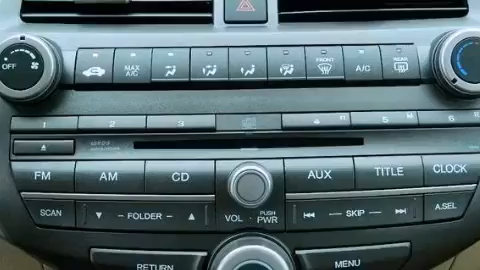 OFF MAX A/C FRONT A/C REAR
1 2 3 5 6
FM AM CD AUX TITLE CLOCK
SCAN ▼ – FOLDER – ▲ VOL PUSH PWR |◀◀ – SKIP – ▶▶| A.SEL
RETURN MENU